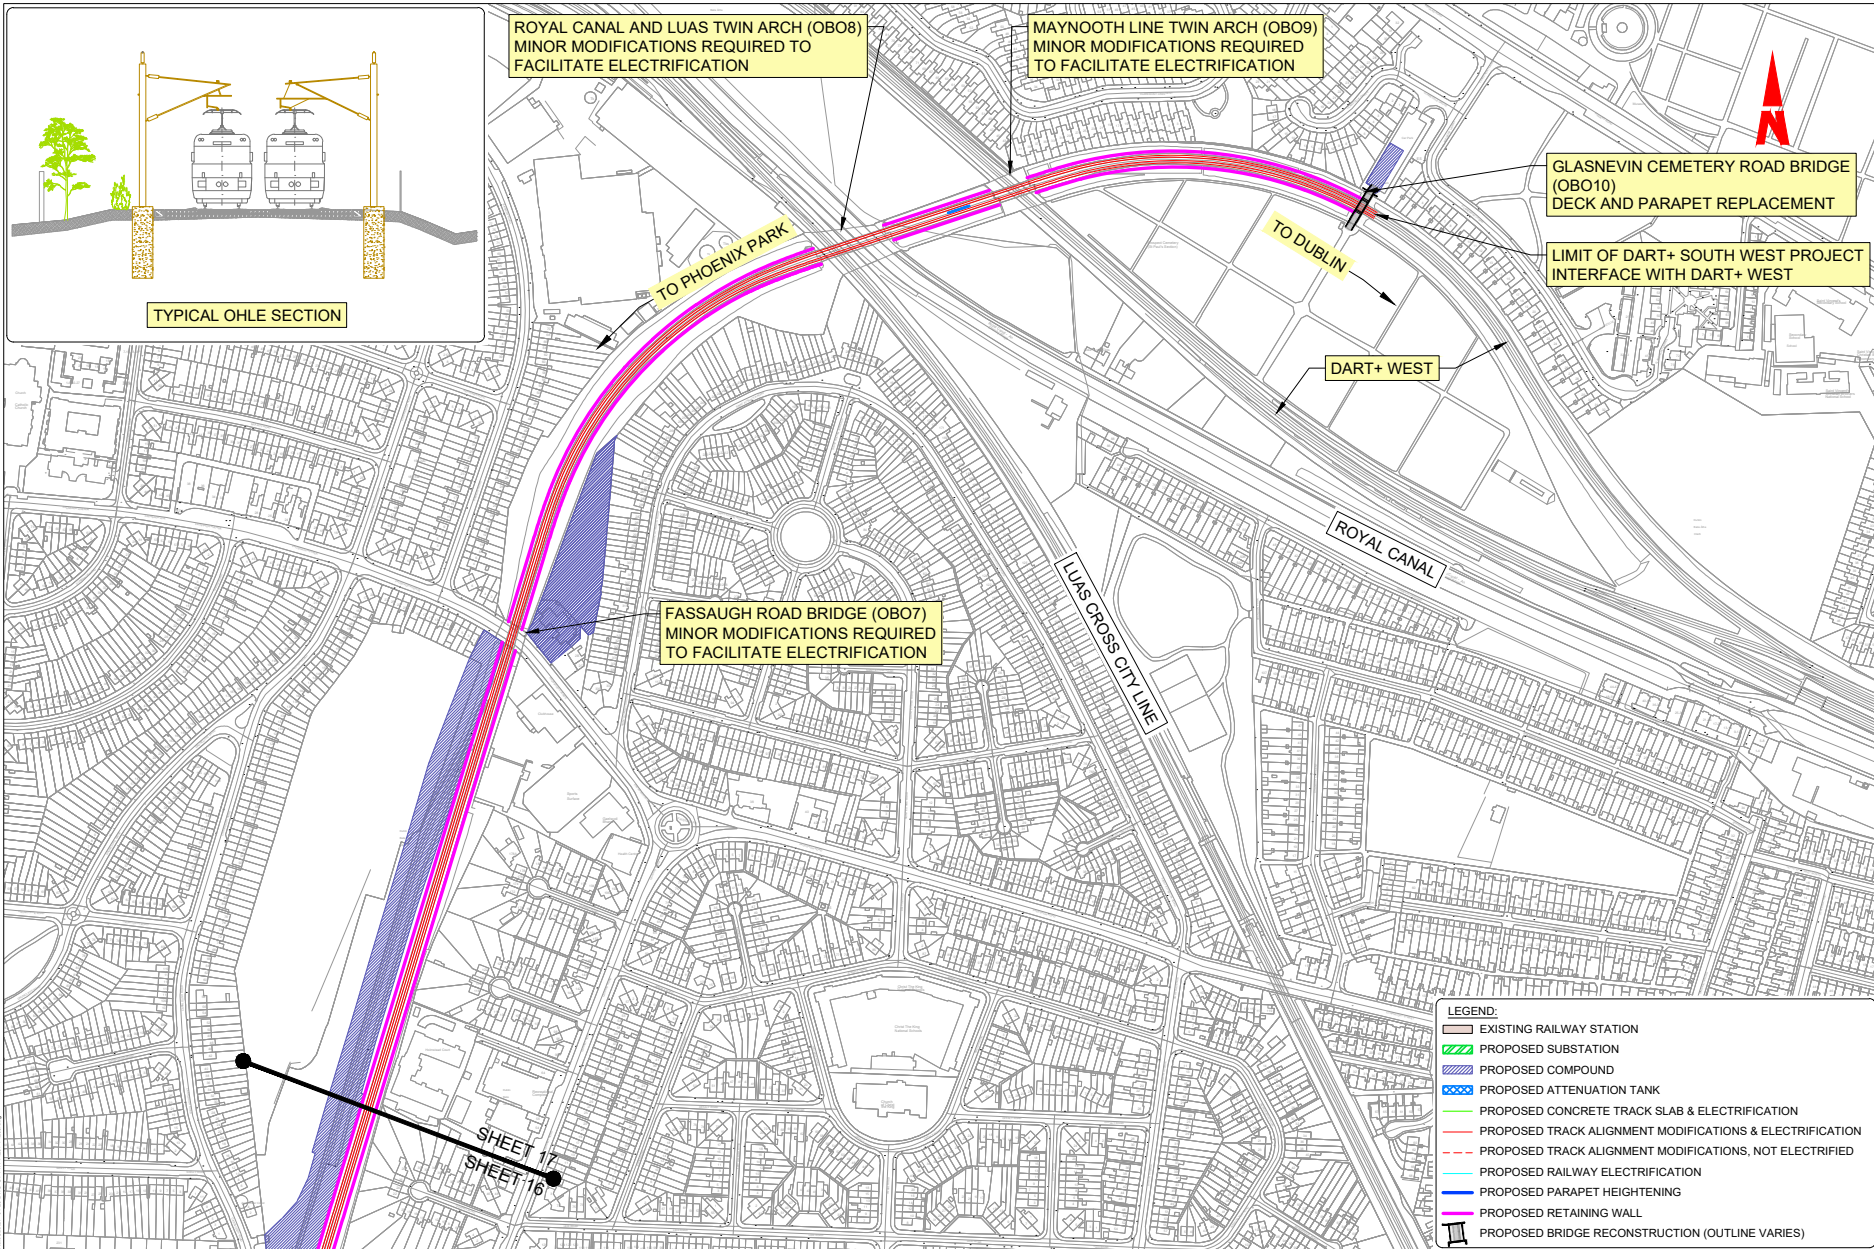 ROYAL CANAL AND LUAS TWIN ARCH (OBO8)
MINOR MODIFICATIONS REQUIRED TO
FACILITATE ELECTRIFICATION
MAYNOOTH LINE TWIN ARCH (OBO9)
MINOR MODIFICATIONS REQUIRED
TO FACILITATE ELECTRIFICATION
N
GLASNEVIN CEMETERY ROAD BRIDGE
(OBO10)
DECK AND PARAPET REPLACEMENT
LIMIT OF DART+ SOUTH WEST PROJECT
INTERFACE WITH DART+ WEST
TO PHOENIX PARK
TO DUBLIN
TYPICAL OHLE SECTION
DART+ WEST
ROYAL CANAL
LUAS CROSS CITY LINE
FASSAUGH ROAD BRIDGE (OBO7)
MINOR MODIFICATIONS REQUIRED
TO FACILITATE ELECTRIFICATION
SHEET 17
SHEET 16
LEGEND:
EXISTING RAILWAY STATION
PROPOSED SUBSTATION
PROPOSED COMPOUND
PROPOSED ATTENUATION TANK
PROPOSED CONCRETE TRACK SLAB & ELECTRIFICATION
PROPOSED TRACK ALIGNMENT MODIFICATIONS & ELECTRIFICATION
PROPOSED TRACK ALIGNMENT MODIFICATIONS, NOT ELECTRIFIED
PROPOSED RAILWAY ELECTRIFICATION
PROPOSED PARAPET HEIGHTENING
PROPOSED RETAINING WALL
PROPOSED BRIDGE RECONSTRUCTION (OUTLINE VARIES)